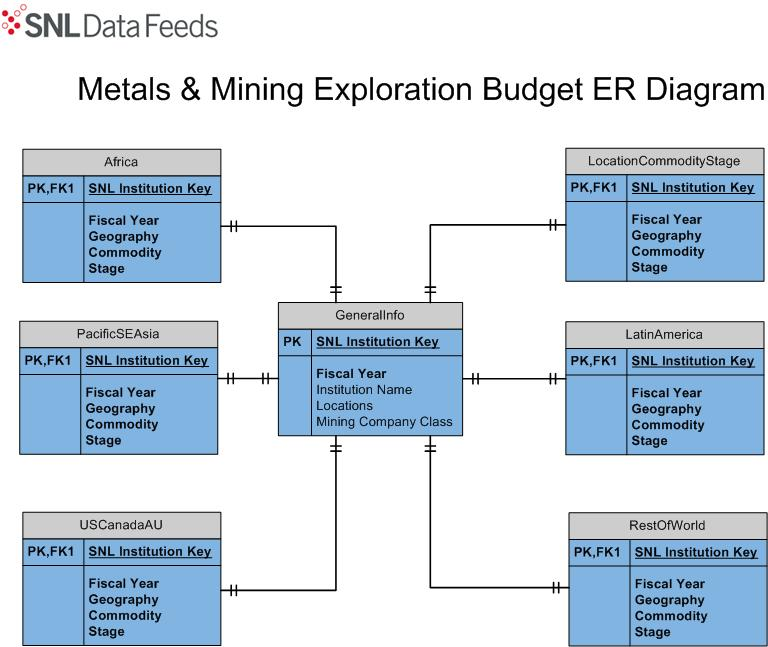 SNL Data Feeds
Metals & Mining Exploration Budget ER Diagram
Africa
PK,FK1 SNL Institution Key
Fiscal Year
Geography
Commodity
Stage
LocationCommodityStage
PK,FK1 SNL Institution Key
Fiscal Year
Geography
Commodity
Stage
PacificSEAsia
PK,FK1 SNL Institution Key
Fiscal Year
Geography
Commodity
Stage
GeneralInfo
PK SNL Institution Key
Fiscal Year
Institution Name
Locations
Mining Company Class
LatinAmerica
PK,FK1 SNL Institution Key
Fiscal Year
Geography
Commodity
Stage
USCanadaAU
PK,FK1 SNL Institution Key
Fiscal Year
Geography
Commodity
Stage
RestOfWorld
PK,FK1 SNL Institution Key
Fiscal Year
Geography
Commodity
Stage